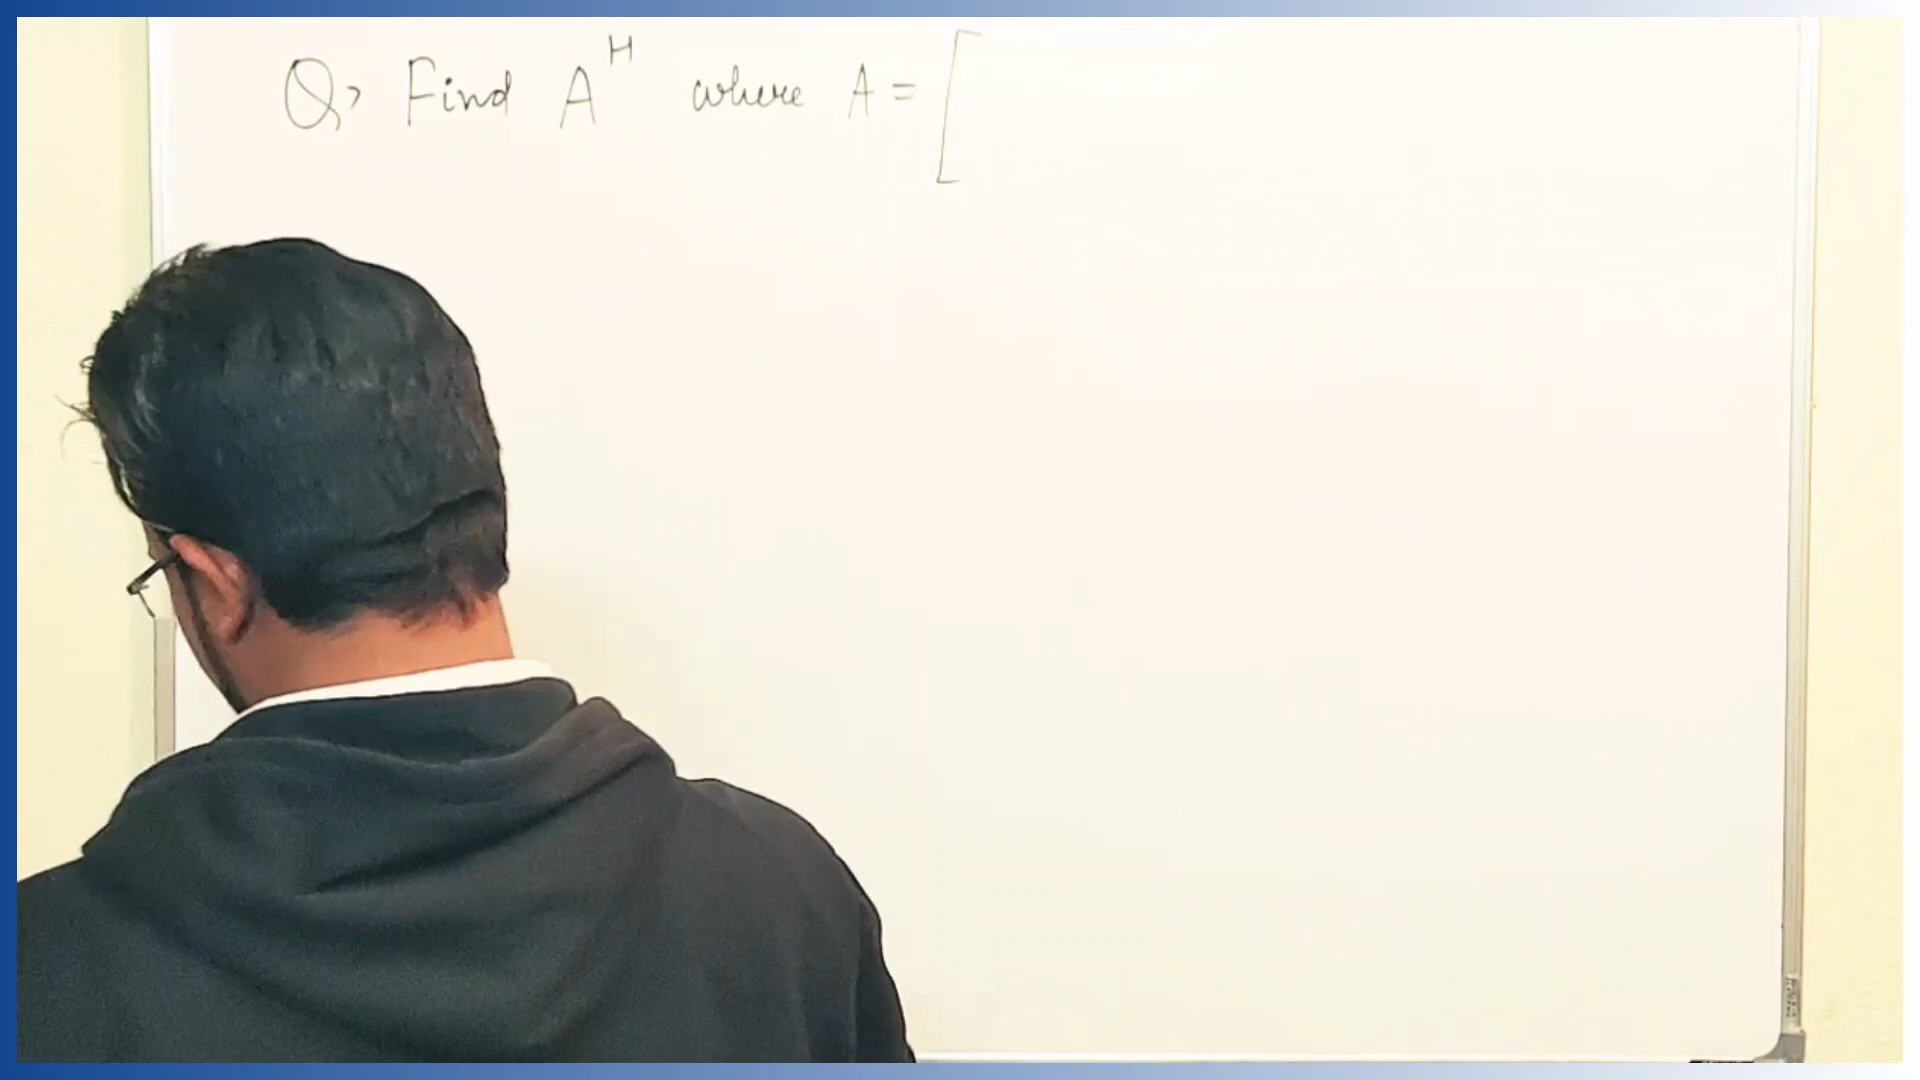 Q> Find A^H where A = [